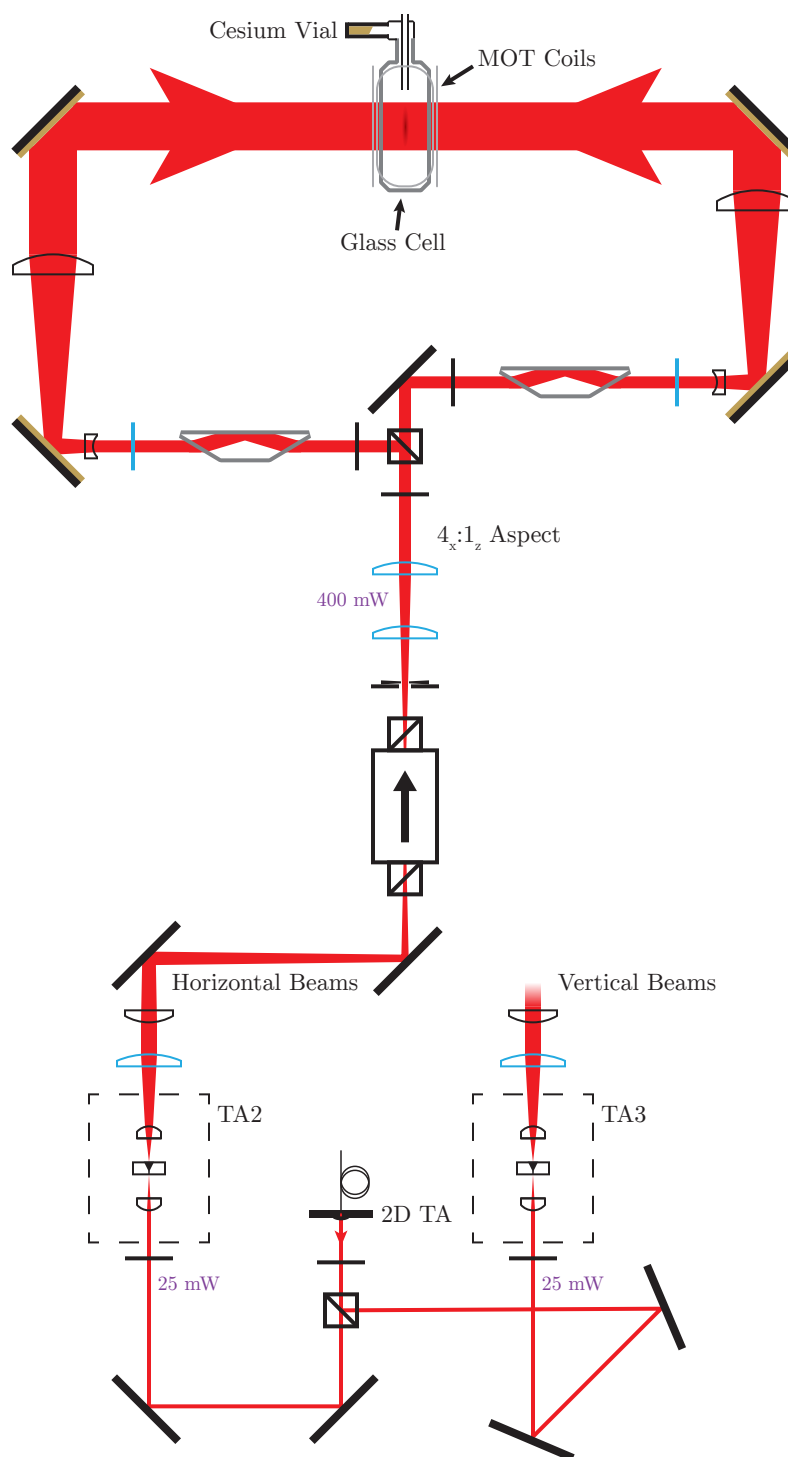 Cesium Vial
MOT Coils
Glass Cell
4x:1z Aspect
400 mW
Horizontal Beams
Vertical Beams
TA2
TA3
2D TA
25 mW
25 mW